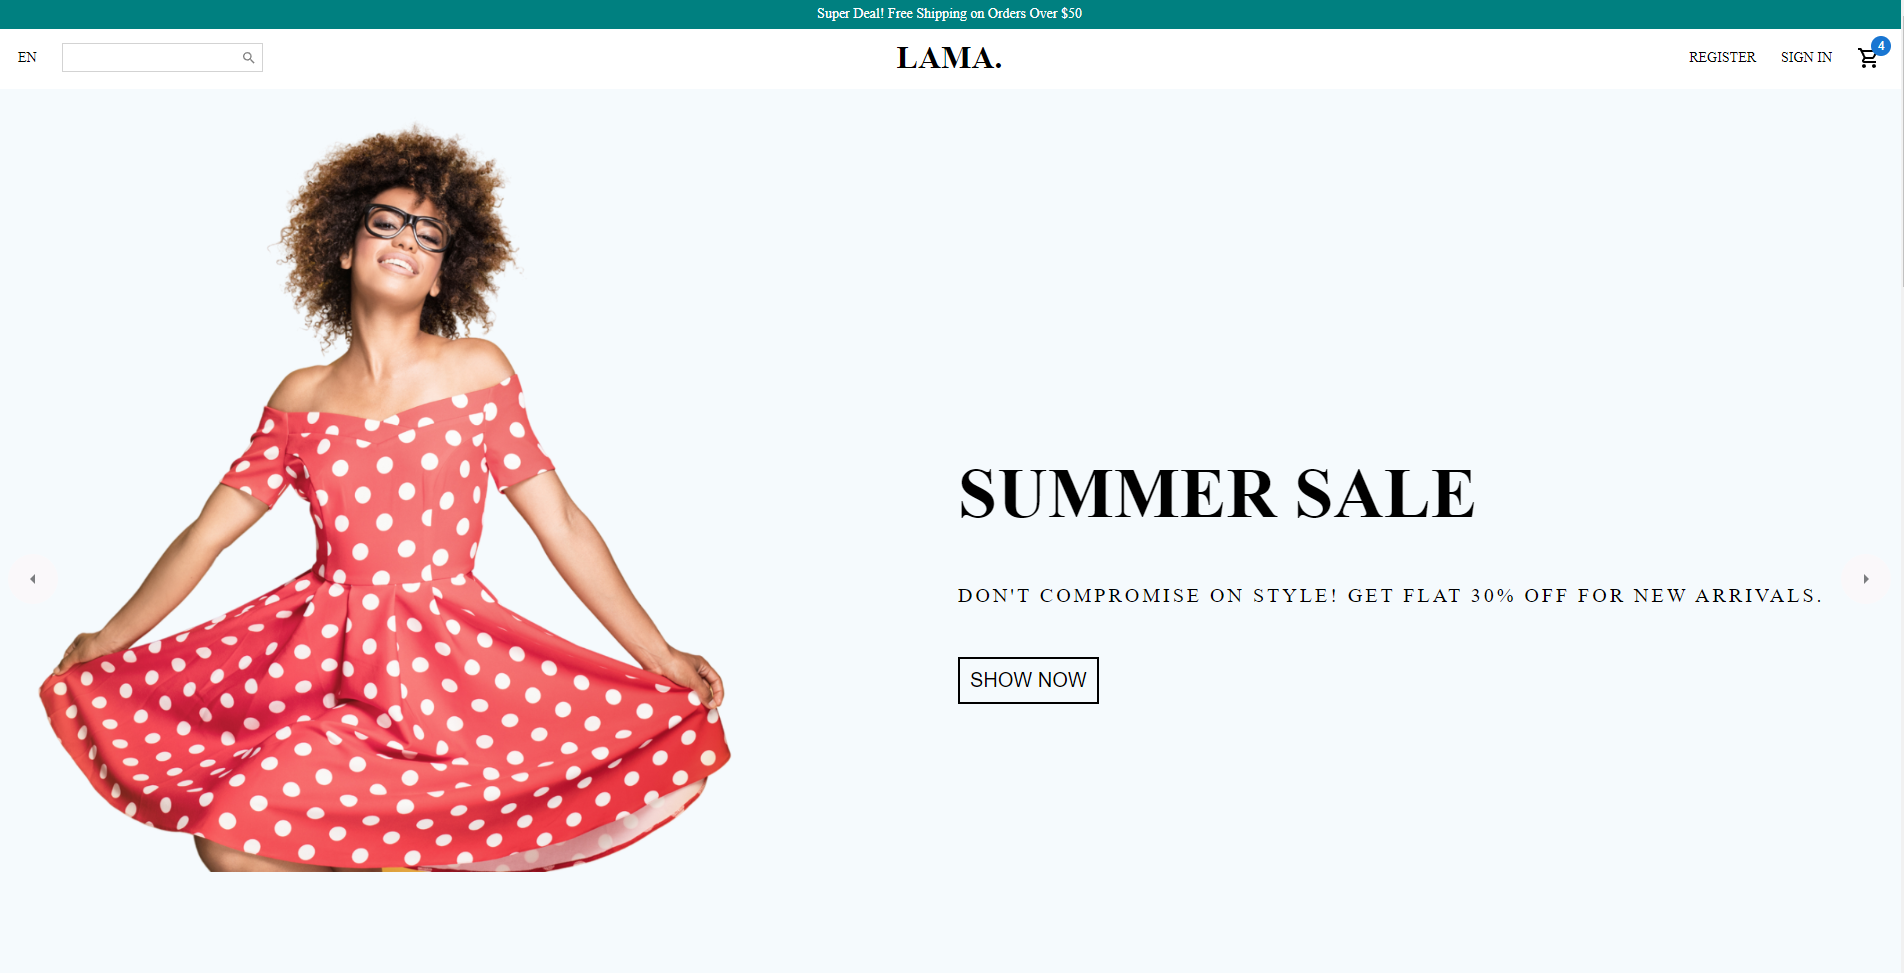 Super Deal! Free Shipping on Orders Over $50
EN
LAMA.
REGISTER
SIGN IN
4
SUMMER SALE
DON'T COMPROMISE ON STYLE! GET FLAT 30% OFF FOR NEW ARRIVALS.
SHOW NOW